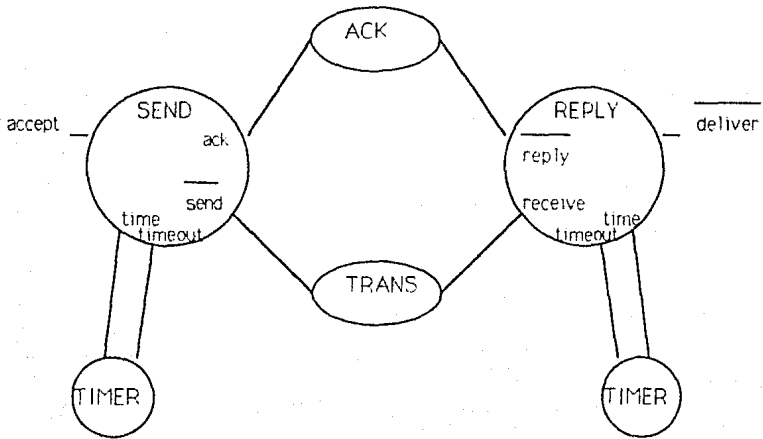 ACK
SEND
REPLY
accept
deliver
ack
reply
send
receive
time
timeout
time
timeout
TRANS
TIMER
TIMER